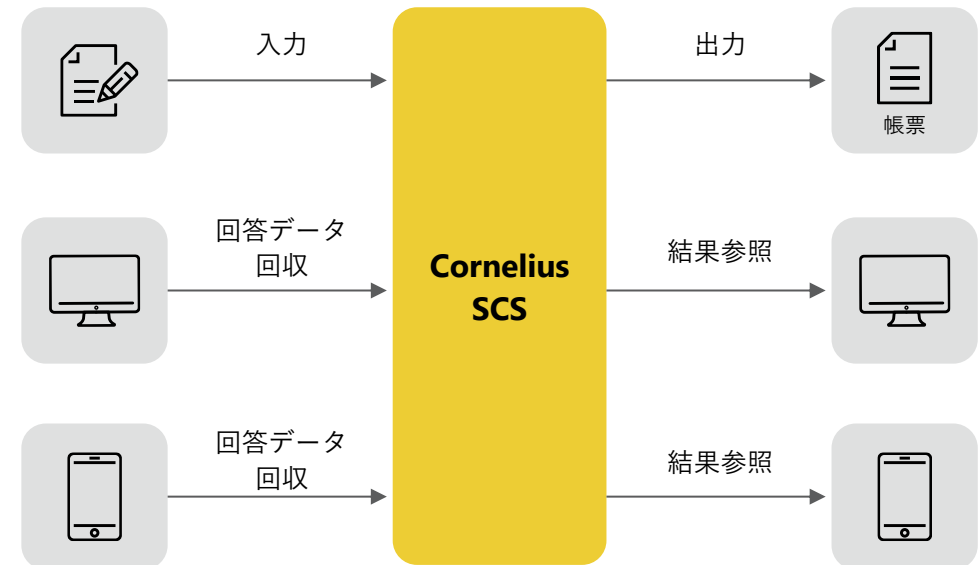 入力
出力
帳票
回答データ
回収
Cornelius
SCS
結果参照
回答データ
回収
結果参照